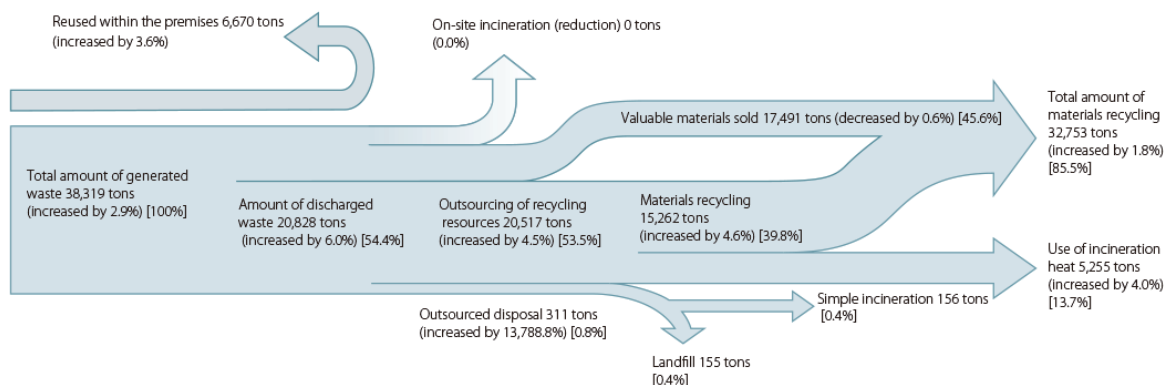 Reused within the premises 6,670 tons
(increased by 3.6%)
On-site incineration (reduction) 0 tons
(0.0%)
Valuable materials sold 17,491 tons (decreased by 0.6%) [45.6%]
Total amount of
materials recycling
32,753 tons
(increased by 1.8%)
[85.5%]
Total amount of generated
waste 38,319 tons
(increased by 2.9%) [100%]
Amount of discharged
waste 20,828 tons
(increased by 6.0%) [54.4%]
Outsourcing of recycling
resources 20,517 tons
(increased by 4.5%) [53.5%]
Materials recycling
15,262 tons
(increased by 4.6%) [39.8%]
Use of incineration
heat 5,255 tons
(increased by 4.0%)
[13.7%]
Outsourced disposal 311 tons
(increased by 13,788.8%) [0.8%]
Simple incineration 156 tons
[0.4%]
Landfill 155 tons
[0.4%]